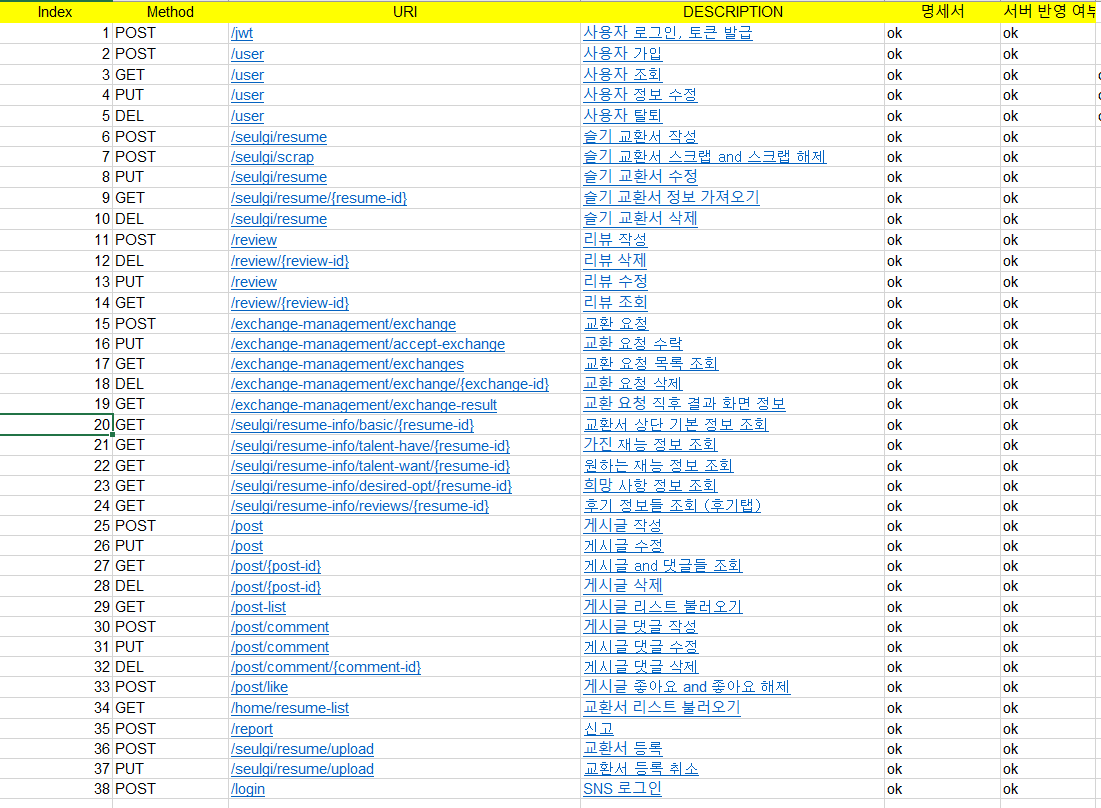 Index Method URI DESCRIPTION 명세서 서버 반영 여부
1 POST /jwt 사용자 로그인, 토큰 발급 ok ok
2 POST /user 사용자 가입 ok ok
3 GET /user 사용자 조회 ok ok
4 PUT /user 사용자 정보 수정 ok ok
5 DEL /user 사용자 탈퇴 ok ok
6 POST /seulgi/resume 슬기 교환서 작성 ok ok
7 POST /seulgi/scrap 슬기 교환서 스크랩 and 스크랩 해제 ok ok
8 PUT /seulgi/resume 슬기 교환서 수정 ok ok
9 GET /seulgi/resume/{resume-id} 슬기 교환서 정보 가져오기 ok ok
10 DEL /seulgi/resume 슬기 교환서 삭제 ok ok
11 POST /review 리뷰 작성 ok ok
12 DEL /review/{review-id} 리뷰 삭제 ok ok
13 PUT /review 리뷰 수정 ok ok
14 GET /review/{review-id} 리뷰 조회 ok ok
15 POST /exchange-management/exchange 교환 요청 ok ok
16 PUT /exchange-management/accept-exchange 교환 요청 수락 ok ok
17 GET /exchange-management/exchanges 교환 요청 목록 조회 ok ok
18 DEL /exchange-management/exchange/{exchange-id} 교환 요청 삭제 ok ok
19 GET /exchange-management/exchange-result 교환 요청 직후 결과 화면 정보 ok ok
20 GET /seulgi/resume-info/basic/{resume-id} 교환서 상단 기본 정보 조회 ok ok
21 GET /seulgi/resume-info/talent-have/{resume-id} 가진 재능 정보 조회 ok ok
22 GET /seulgi/resume-info/talent-want/{resume-id} 원하는 재능 정보 조회 ok ok
23 GET /seulgi/resume-info/desired-opt/{resume-id} 희망 사항 정보 조회 ok ok
24 GET /seulgi/resume-info/reviews/{resume-id} 후기 정보들 조회 (후기탭) ok ok
25 POST /post 게시글 작성 ok ok
26 PUT /post 게시글 수정 ok ok
27 GET /post/{post-id} 게시글 and 댓글들 조회 ok ok
28 DEL /post/{post-id} 게시글 삭제 ok ok
29 GET /post-list 게시글 리스트 불러오기 ok ok
30 POST /post/comment 게시글 댓글 작성 ok ok
31 PUT /post/comment 게시글 댓글 수정 ok ok
32 DEL /post/comment/{comment-id} 게시글 댓글 삭제 ok ok
33 POST /post/like 게시글 좋아요 and 좋아요 해제 ok ok
34 GET /home/resume-list 교환서 리스트 불러오기 ok ok
35 POST /report 신고 ok ok
36 POST /seulgi/resume/upload 교환서 등록 ok ok
37 PUT /seulgi/resume/upload 교환서 등록 취소 ok ok
38 POST /login SNS 로그인 ok ok